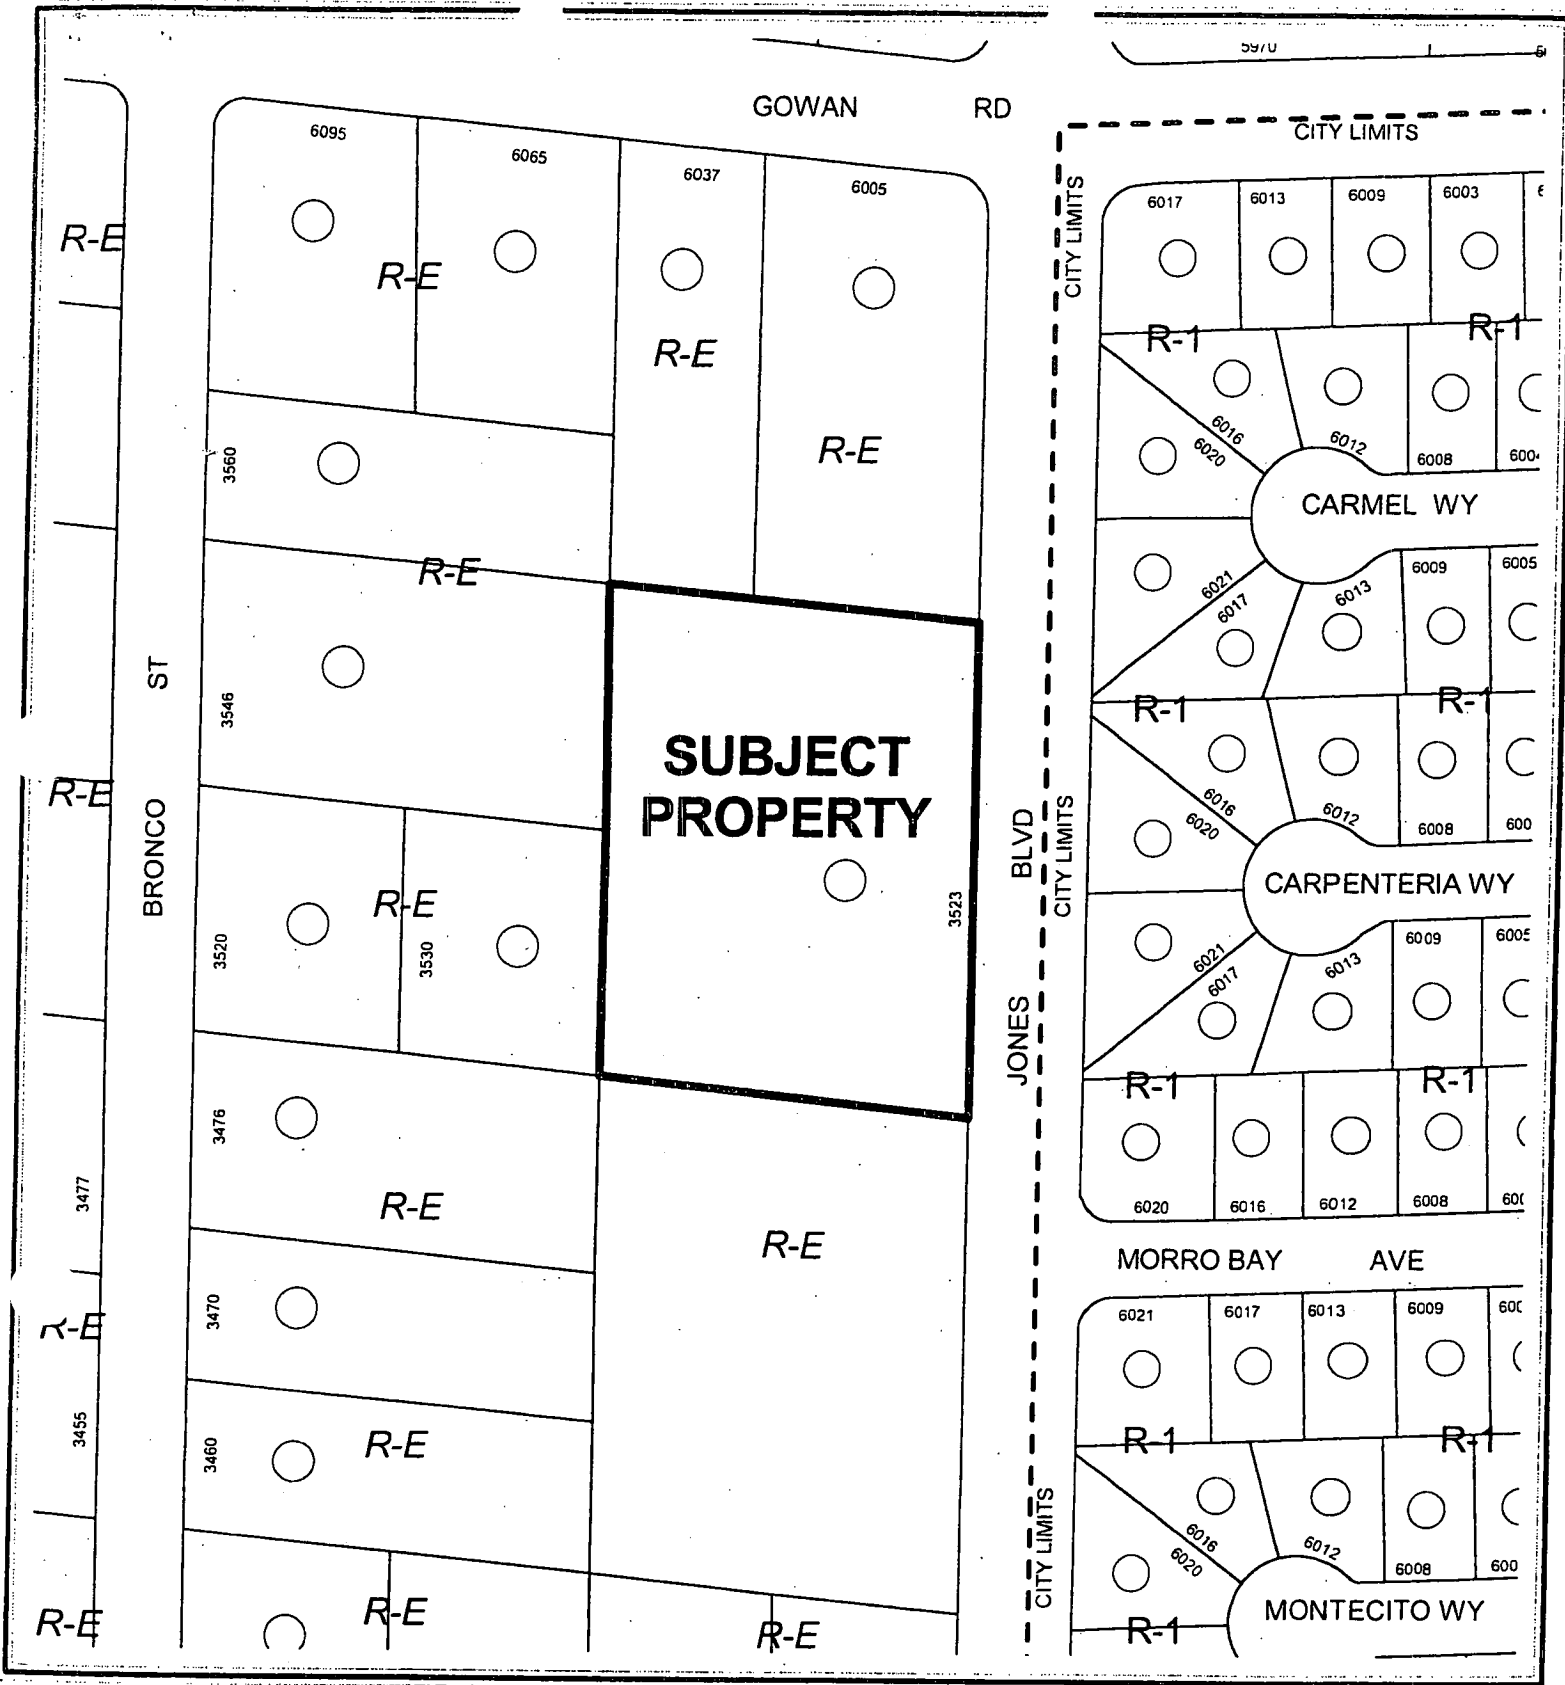 5970
GOWAN RD
CITY LIMITS
6095
6065
6037
6005
CITY LIMITS
6017
6013
6009
6003
R-E
R-E
R-E
R-E
R-1
R-1
6016
6020
6012
6008
3560
CARMEL WY
R-E
6021
6017
6013
6009
6005
BRONCO ST
3546
R-1
R-1
SUBJECT
PROPERTY
R-E
6016
6020
6012
6008
JONES BLVD
CITY LIMITS
CARPENTERIA WY
3520
R-E
3530
3523
6021
6017
6013
6009
6005
R-1
R-1
3476
3477
R-E
R-E
6020
6016
6012
6008
MORRO BAY AVE
3470
R-E
6021
6017
6013
6009
3455
3460
R-E
R-1
R-1
CITY LIMITS
6016
6020
6012
6008
R-E
R-E
R-E
R-1
MONTECITO WY